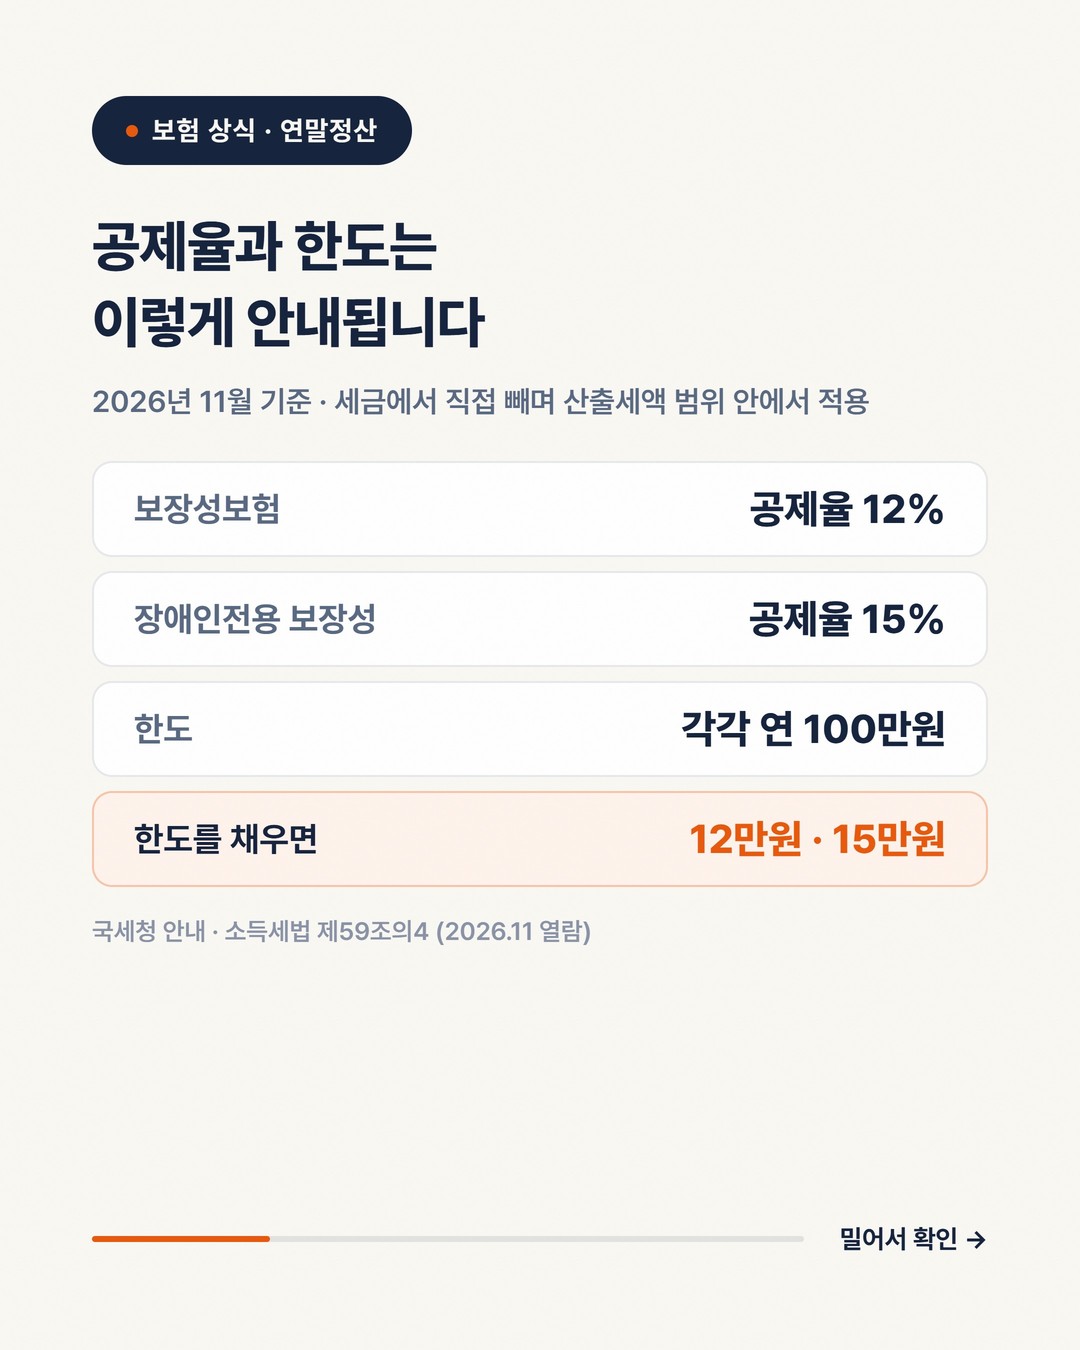 보험 상식 · 연말정산
공제율과 한도는
이렇게 안내됩니다
2026년 11월 기준 · 세금에서 직접 빼며 산출세액 범위 안에서 적용
보장성보험 공제율 12%
장애인전용 보장성 공제율 15%
한도 각각 연 100만원
한도를 채우면 12만원 · 15만원
국세청 안내 · 소득세법 제59조의4 (2026.11 열람)
밀어서 확인 →